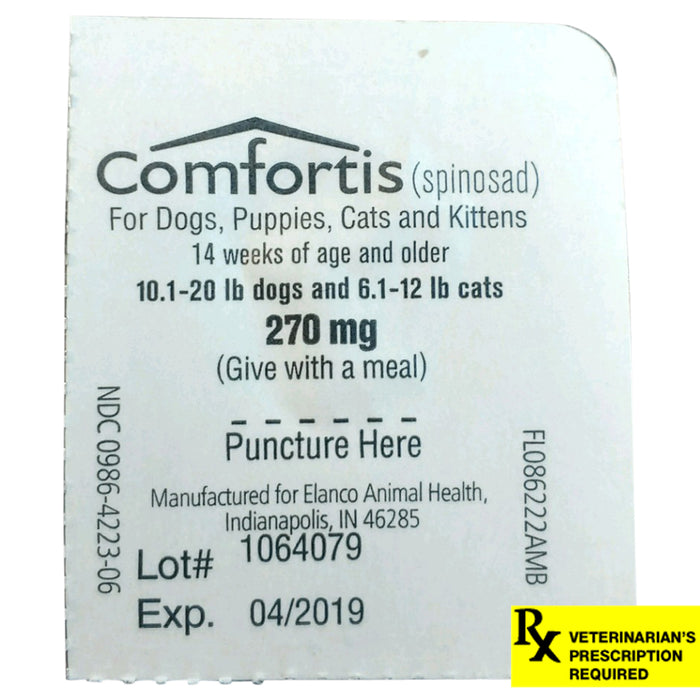 Comfortis (spinosad)
For Dogs, Puppies, Cats and Kittens
14 weeks of age and older
10.1-20 lb dogs and 6.1-12 lb cats
270 mg
(Give with a meal)
Puncture Here
Manufactured for Elanco Animal Health,
Indianapolis, IN 46285
Lot# 1064079
Exp. 04/2019
NDC 0986-4223-06
FL086222AMB
Rx VETERINARIAN'S
PRESCRIPTION
REQUIRED